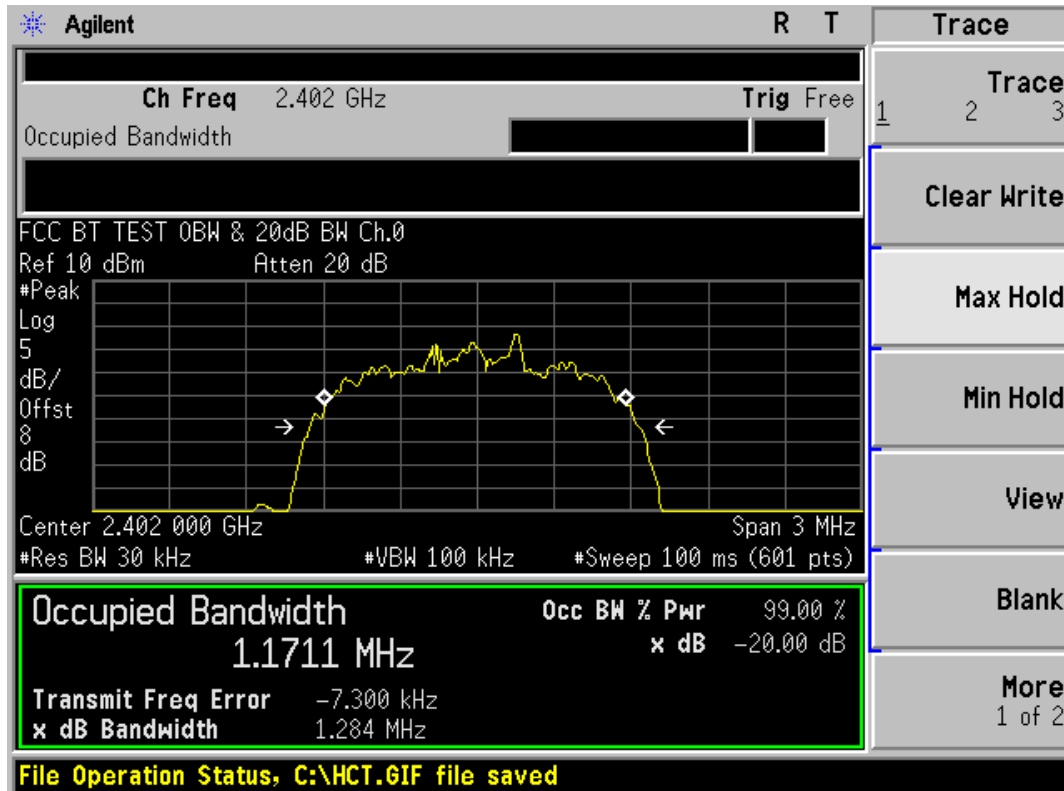 Agilent R T Trace
Ch Freq 2.402 GHz Trig Free
Occupied Bandwidth
Trace
1 2 3
Clear Write
Max Hold
Min Hold
View
Blank
More
1 of 2
FCC BT TEST OBW & 20dB BW Ch.0
Ref 10 dBm Atten 20 dB
#Peak
Log
5
dB/
Offst
8
dB
Center 2.402 000 GHz Span 3 MHz
#Res BW 30 kHz #VBW 100 kHz #Sweep 100 ms (601 pts)
Occupied Bandwidth Occ BW % Pwr 99.00 %
1.1711 MHz x dB -20.00 dB
Transmit Freq Error -7.300 kHz
x dB Bandwidth 1.284 MHz
File Operation Status, C:\HCT.GIF file saved